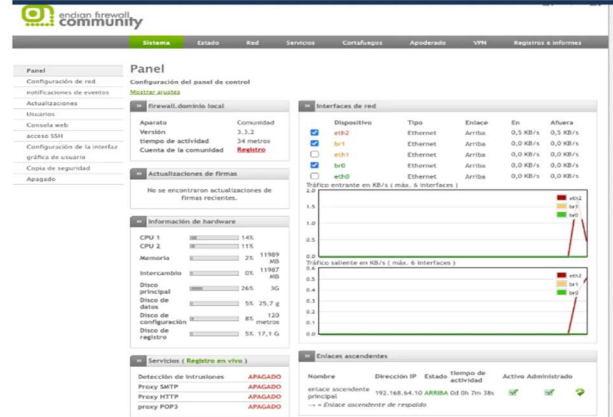 endian firewall
community
Sistema Estado Red Servicios Cortafuegos Apoderado VPN Registros e informes
Panel
Configuración de red
notificaciones de eventos
Actualizaciones
Usuarios
Consola web
acceso SSH
Configuración de la interfaz
gráfica de usuario
Copia de seguridad
Apagado
Panel
Configuración del panel de control
Mostrar ajustes
» firewall.dominio local
Aparato Comunidad
Versión 3.3.2
tiempo de actividad 34 metros
Cuenta de la comunidad Registro
» Actualizaciones de firmas
No se encontraron actualizaciones de
firmas recientes.
» Información de hardware
CPU 1 14%
CPU 2 11%
Memoria 2% 11989 MB
Intercambio 0% 11987 MB
Disco principal 26% 3G
Disco de datos 5% 25,7 g
Disco de configuración 8% 120 metros
Disco de registro 5% 17,1 G
» Servicios ( Registro en vivo )
Detección de intrusiones APAGADO
Proxy SMTP APAGADO
Proxy HTTP APAGADO
proxy POP3 APAGADO
» Interfaces de red
Dispositivo Tipo Enlace En Afuera
eth2 Ethernet Arriba 0,5 KB/s 0,5 KB/s
br1 Ethernet Arriba 0,0 KB/s 0,0 KB/s
eth1 Ethernet Arriba 0,0 KB/s 0,0 KB/s
br0 Ethernet Arriba 0,0 KB/s 0,0 KB/s
eth0 Ethernet Arriba 0,0 KB/s 0,0 KB/s
Tráfico entrante en KB/s ( máx. 6 interfaces )
2.0
1.5
1.0
0.5
0.0
eth2
br1
br0
Tráfico saliente en KB/s ( máx. 6 interfaces )
0.6
0.5
0.4
0.3
0.2
0.1
0.0
eth2
br1
br0
» Enlaces ascendentes
Nombre Dirección IP Estado tiempo de actividad Activo Administrado
enlace ascendente principal 192.168.64.10 ARRIBA 0d 0h 7m 38s
→ = Enlace ascendente de respaldo